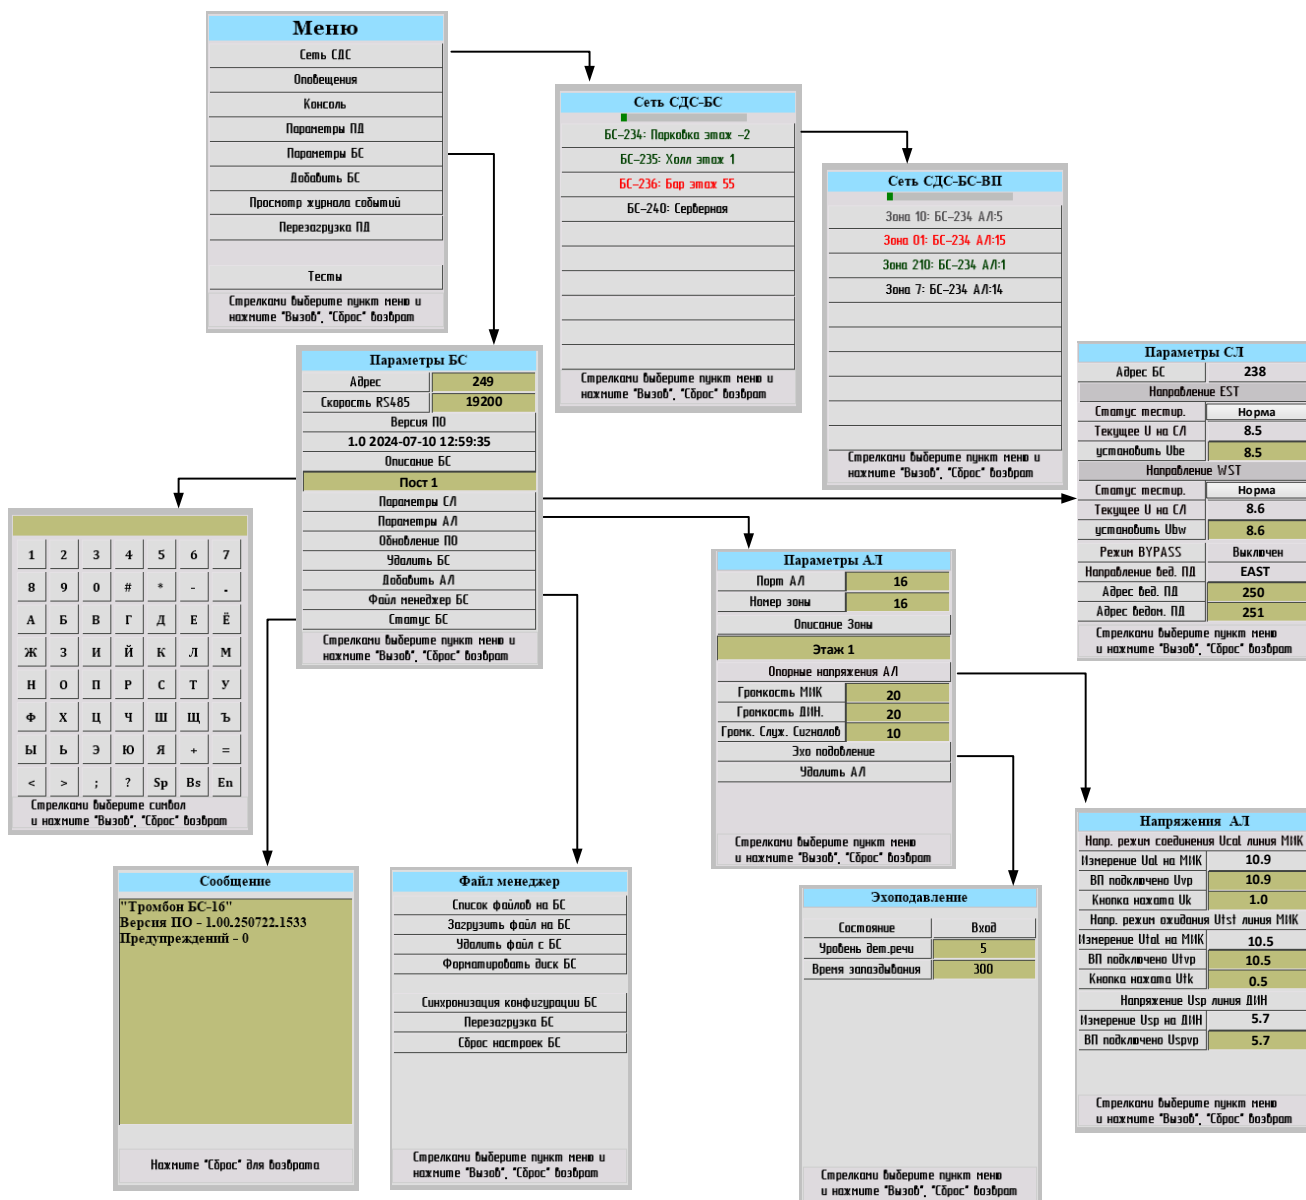 Меню
Сеть СДС
Оповещения
Консоль
Параметры ПД
Параметры БС
Добавить БС
Просмотр журнала событий
Перезагрузка ПД
Тесты
Стрелками выберите пункт меню и
нажмите "Вызов", "Сброс" возврат
Сеть СДС-БС
БС-234: Парковка этаж -2
БС-235: Холл этаж 1
БС-236: Бар этаж 55
БС-240: Серверная
Стрелками выберите пункт меню и
нажмите "Вызов", "Сброс" возврат
Сеть СДС-БС-ВП
Зона 10: БС-234 АЛ:5
Зона 01: БС-234 АЛ:15
Зона 210: БС-234 АЛ:1
Зона 7: БС-234 АЛ:14
Стрелками выберите пункт меню и
нажмите "Вызов", "Сброс" возврат
Параметры БС
Адрес 249
Скорость RS485 19200
Версия ПО
1.0 2024-07-10 12:59:35
Описание БС
Пост 1
Параметры СЛ
Параметры АЛ
Обновление ПО
Удалить БС
Добавить АЛ
Файл менеджер БС
Статус БС
Стрелками выберите пункт меню и
нажмите "Вызов", "Сброс" возврат
Параметры СЛ
Адрес БС 238
Направление EST
Статус тестир. Норма
Текущее U на СЛ 8.5
установить Ube 8.5
Направление WST
Статус тестир. Норма
Текущее U на СЛ 8.6
установить Ubw 8.6
Режим BYPASS Выключен
Направление вед. ПД EAST
Адрес вед. ПД 250
Адрес ведом. ПД 251
Стрелками выберите пункт меню
и нажмите "Вызов", "Сброс" возврат
1 2 3 4 5 6 7
8 9 0 # * - .
А Б В Г Д Е Ё
Ж З И Й К Л М
Н О П Р С Т У
Ф Х Ц Ч Ш Щ Ъ
Ы Ь Э Ю Я + =
< > ; ? Sp Bs En
Стрелками выберите символ
и нажмите "Вызов", "Сброс" возврат
Параметры АЛ
Порт АЛ 16
Номер зоны 16
Описание Зоны
Этаж 1
Опорные напряжения АЛ
Громкость МИК 20
Громкость ДИН. 20
Громк. Служ. Сигналов 10
Эхо подовление
Удалить АЛ
Стрелками выберите пункт меню
и нажмите "Вызов", "Сброс" возврат
Напряжения АЛ
Напр. режим соединения Ucal линия МИК
Измерение Ual на МИК 10.9
ВП подключено Uvp 10.9
Кнопка нажата Uk 1.0
Напр. режим ожидания Utst линия МИК
Измерение Utal на МИК 10.5
ВП подключено Utvp 10.5
Кнопка нажата Utk 0.5
Напряжение Usp линия ДИН
Измерение Usp на ДИН 5.7
ВП подключено Uspvp 5.7
Стрелками выберите пункт меню
и нажмите "Вызов", "Сброс" возврат
Сообщение
"Тромбон БС-16"
Версия ПО - 1.00.250722.1533
Предупреждений - 0
Нажмите "Сброс" для возврата
Файл менеджер
Список файлов на БС
Загрузить файл на БС
Удалить файл с БС
Форматировать диск БС
Синхронизация конфигурации БС
Перезагрузка БС
Сброс настроек БС
Стрелками выберите пункт меню и
нажмите "Вызов", "Сброс" возврат
Эхоподавление
Состояние Вход
Уровень дет.речи 5
Время запаздывания 300
Стрелками выберите пункт меню
и нажмите "Вызов", "Сброс" возврат